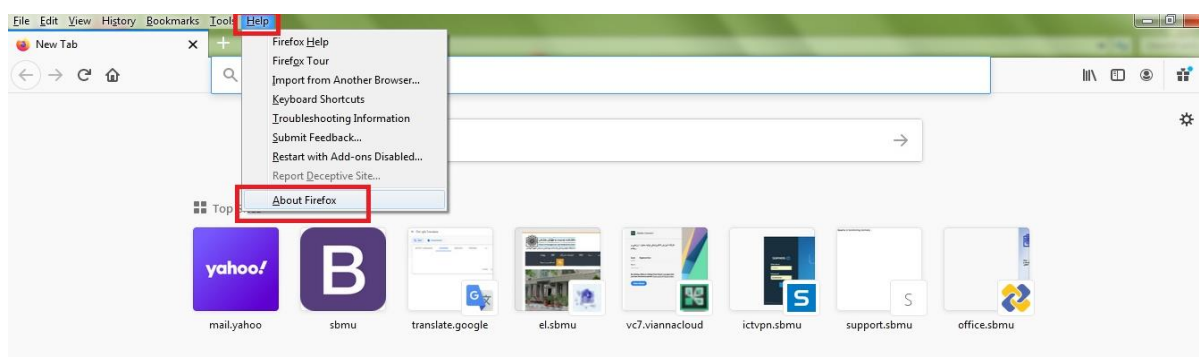 File Edit View History Bookmarks Tools Help
New Tab
Firefox Help
Firefox Tour
Import from Another Browser...
Keyboard Shortcuts
Troubleshooting Information
Submit Feedback...
Restart with Add-ons Disabled...
Report Deceptive Site...
About Firefox
Top
yahoo!
B
S
S
mail.yahoo
sbmu
translate.google
el.sbmu
vc7.viannacloud
ictvpn.sbmu
support.sbmu
office.sbmu